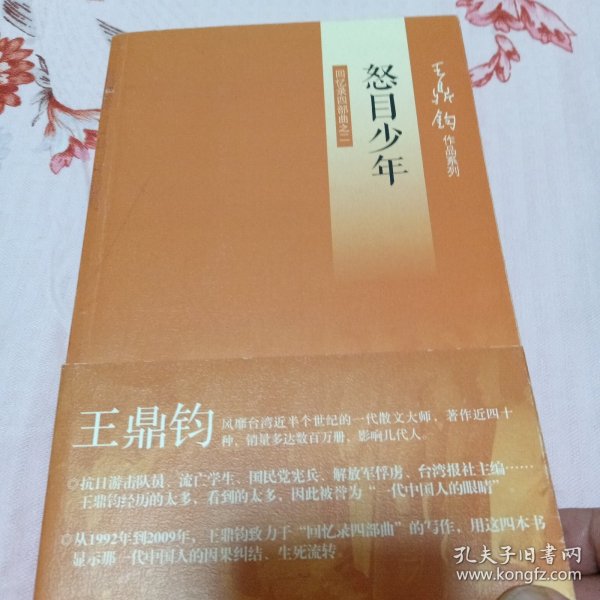 王鼎钧
作品系列
怒目少年
回忆录四部曲之二
王鼎钧
风靡台湾近半个世纪的一代散文大师，著作近四十
种，销量多达数百万册，影响几代人。
◎抗日游击队员、流亡学生、国民党宪兵、解放军俘虏、台湾报社主编……
王鼎钧经历的太多，看到的太多，因此被誉为“一代中国人的眼睛”
◎从1992年到2009年，王鼎钧致力于“回忆录四部曲”的写作，用这四本书
显示那一代中国人的因果纠结、生死流转。
孔夫子旧书网
www.kongfz.com